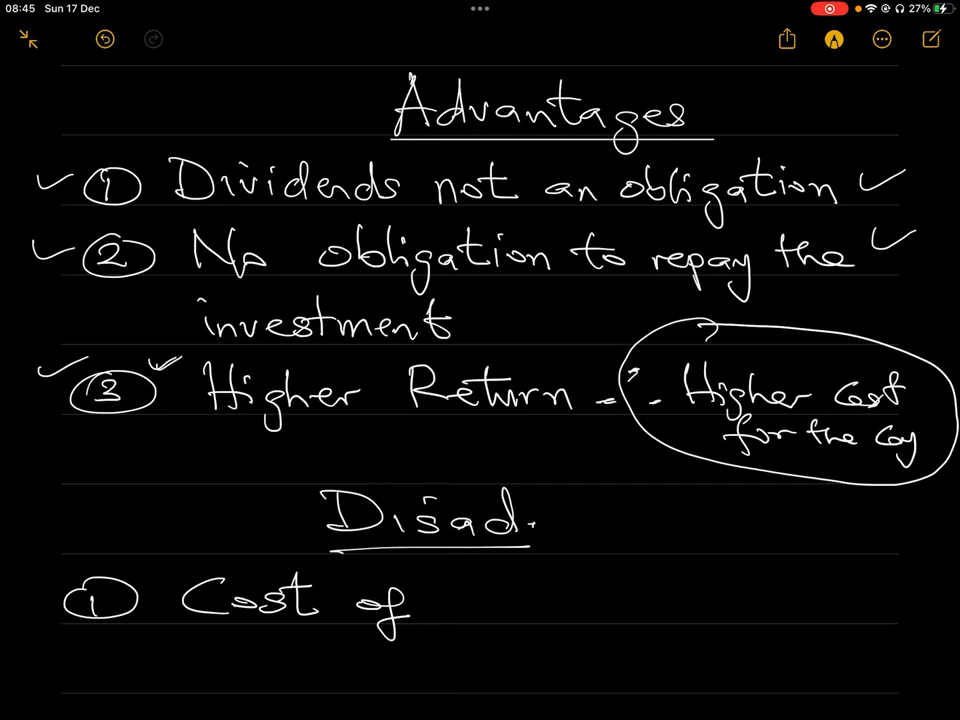 08:45 Sun 17 Dec
27%
Advantages
① Dividends not an obligation
② No obligation to repay the
investment
③ Higher Return - - Higher cost
for the coy
Disad.
① Cost of